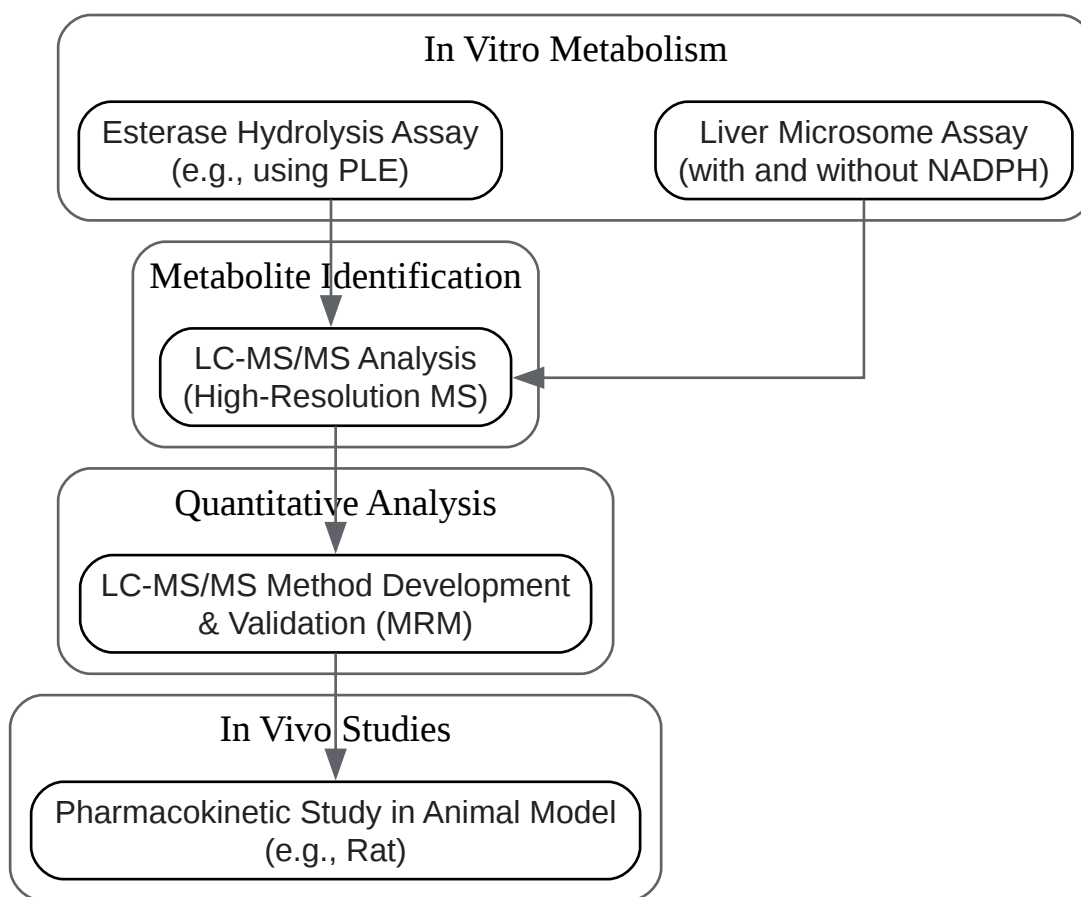 In Vitro Metabolism
Esterase Hydrolysis Assay
(e.g., using PLE)
Liver Microsome Assay
(with and without NADPH)
Metabolite Identification
LC-MS/MS Analysis
(High-Resolution MS)
Quantitative Analysis
LC-MS/MS Method Development
& Validation (MRM)
In Vivo Studies
Pharmacokinetic Study in Animal Model
(e.g., Rat)